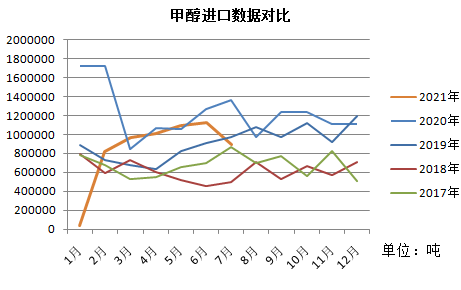 甲醇进口数据对比
2000000
1800000
1600000
1400000
1200000
1000000
800000
600000
400000
200000
0
1月 2月 3月 4月 5月 6月 7月 8月 9月 10月 11月 12月
2021年
2020年
2019年
2018年
2017年
单位：吨